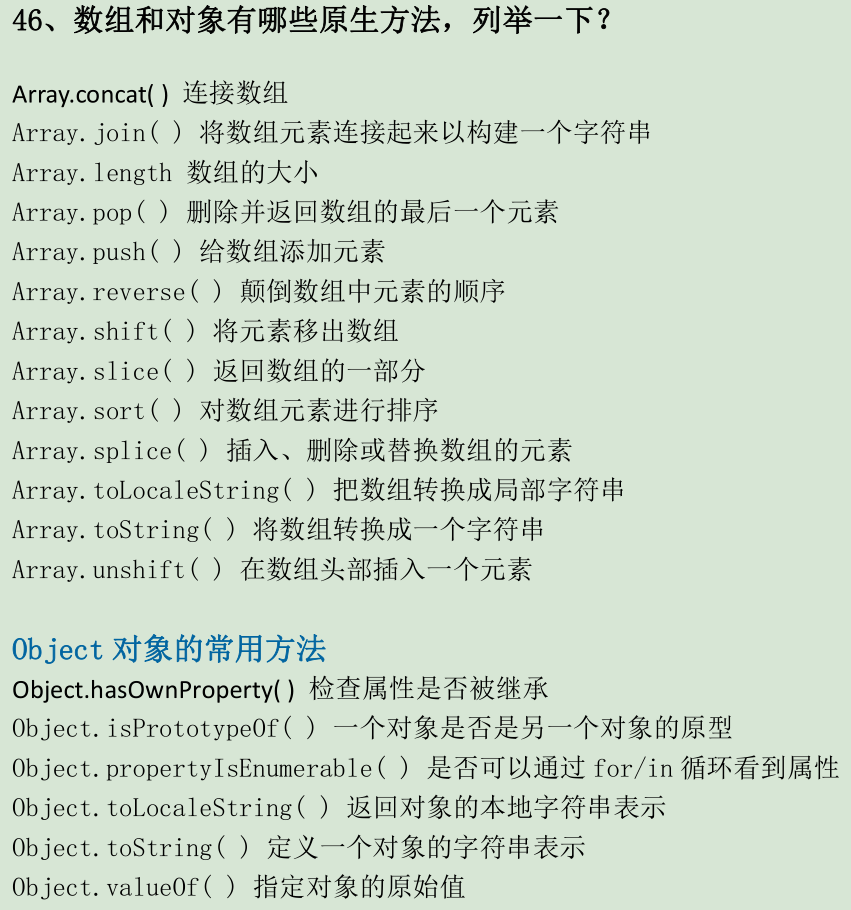 46、数组和对象有哪些原生方法，列举一下？
Array.concat( ) 连接数组
Array.join( ) 将数组元素连接起来以构建一个字符串
Array.length 数组的大小
Array.pop( ) 删除并返回数组的最后一个元素
Array.push( ) 给数组添加元素
Array.reverse( ) 颠倒数组中元素的顺序
Array.shift( ) 将元素移出数组
Array.slice( ) 返回数组的一部分
Array.sort( ) 对数组元素进行排序
Array.splice( ) 插入、删除或替换数组的元素
Array.toLocaleString( ) 把数组转换成局部字符串
Array.toString( ) 将数组转换成一个字符串
Array.unshift( ) 在数组头部插入一个元素
Object 对象的常用方法
Object.hasOwnProperty( ) 检查属性是否被继承
Object.isPrototypeOf( ) 一个对象是否是另一个对象的原型
Object.propertyIsEnumerable( ) 是否可以通过 for/in 循环看到属性
Object.toLocaleString( ) 返回对象的本地字符串表示
Object.toString( ) 定义一个对象的字符串表示
Object.valueOf( ) 指定对象的原始值